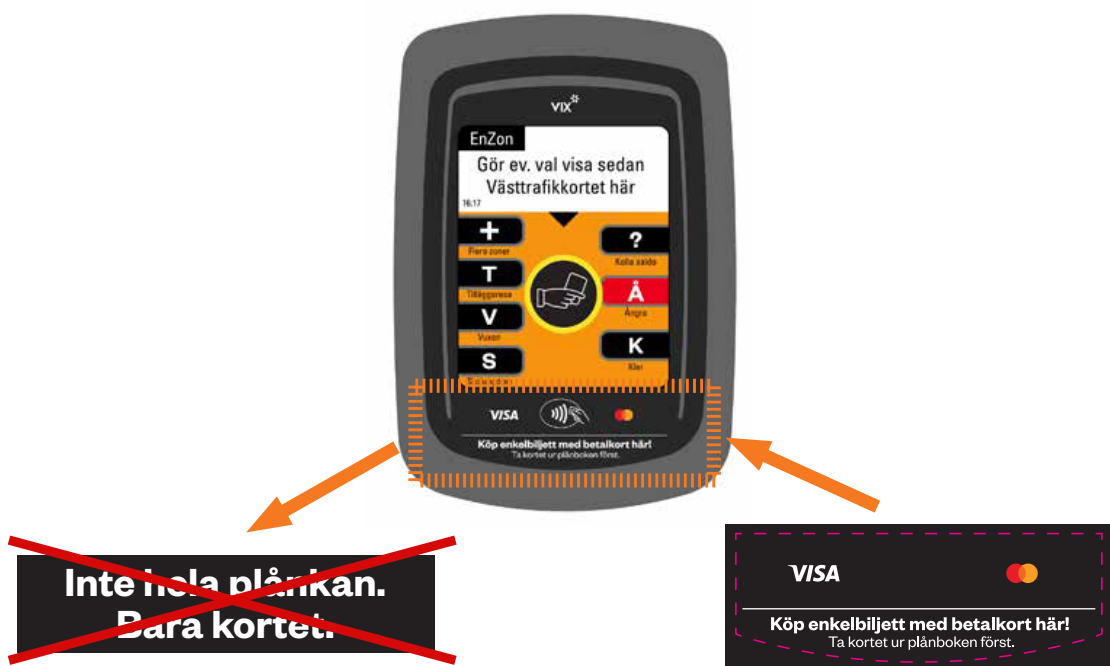 vix
EnZon
Gör ev. val visa sedan
Västtrafikkortet här
16:17
+
Flera zoner
T
Tilläggsresa
V
Vuxen
S
?
Kolla saldo
Å
Ångra
K
Klar
VISA
Köp enkelbiljett med betalkort här!
Ta kortet ur plånboken först.
Inte hela plånkan.
Bara kortet.
VISA
Köp enkelbiljett med betalkort här!
Ta kortet ur plånboken först.